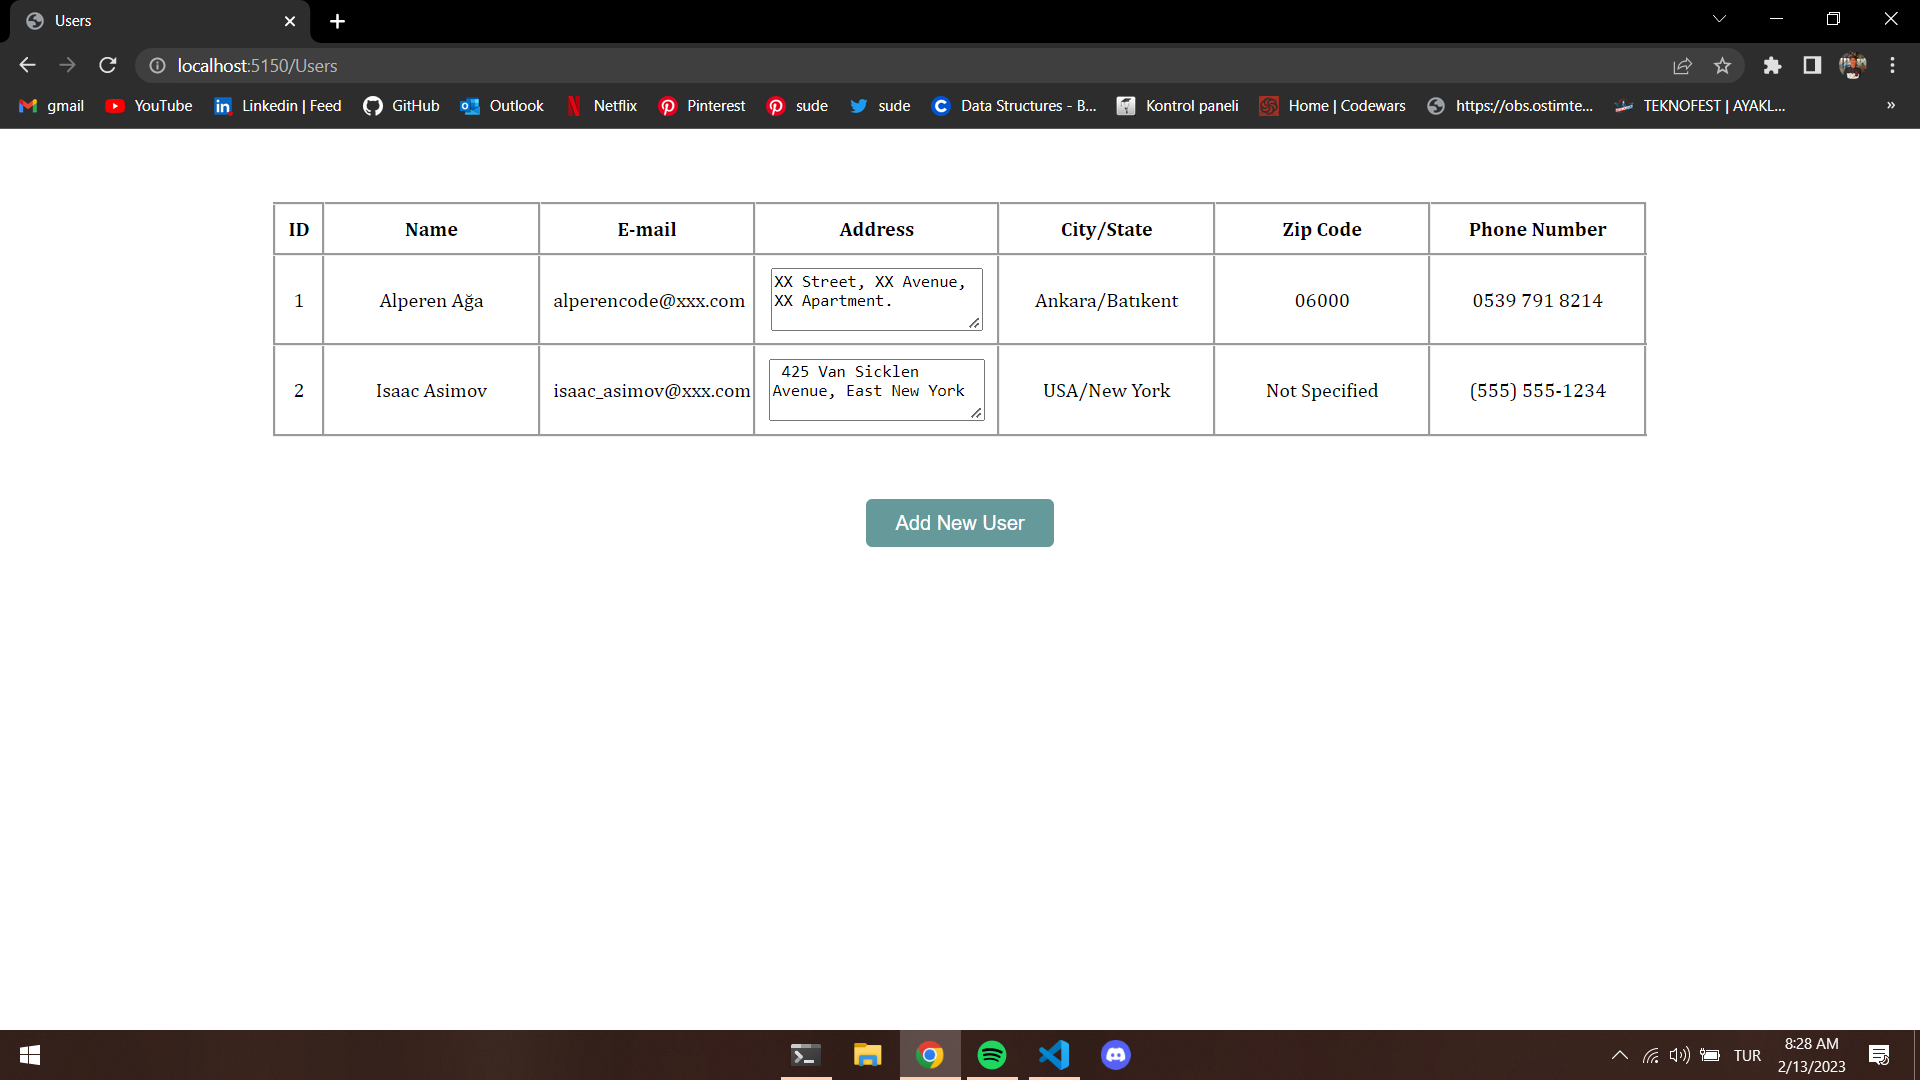 Users
localhost:5150/Users
gmail YouTube Linkedin | Feed GitHub Outlook Netflix Pinterest sude sude Data Structures - B... Kontrol paneli Home | Codewars https://obs.ostimte... TEKNOFEST | AYAKL... »
ID Name E-mail Address City/State Zip Code Phone Number
1 Alperen Ağa alperencode@xxx.com XX Street, XX Avenue, Ankara/Batıkent 06000 0539 791 8214
XX Apartment.
2 Isaac Asimov isaac_asimov@xxx.com 425 Van Sicklen USA/New York Not Specified (555) 555-1234
Avenue, East New York
Add New User
TUR
8:28 AM
2/13/2023